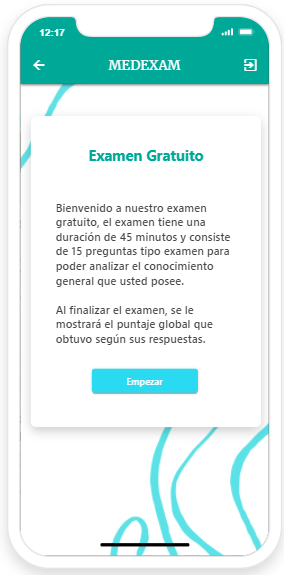 12:17
MEDEXAM
Examen Gratuito
Bienvenido a nuestro examen
gratuito, el examen tiene una
duración de 45 minutos y consiste
de 15 preguntas tipo examen para
poder analizar el conocimiento
general que usted posee.
Al finalizar el examen, se le
mostrará el puntaje global que
obtuvo según sus respuestas.
Empezar